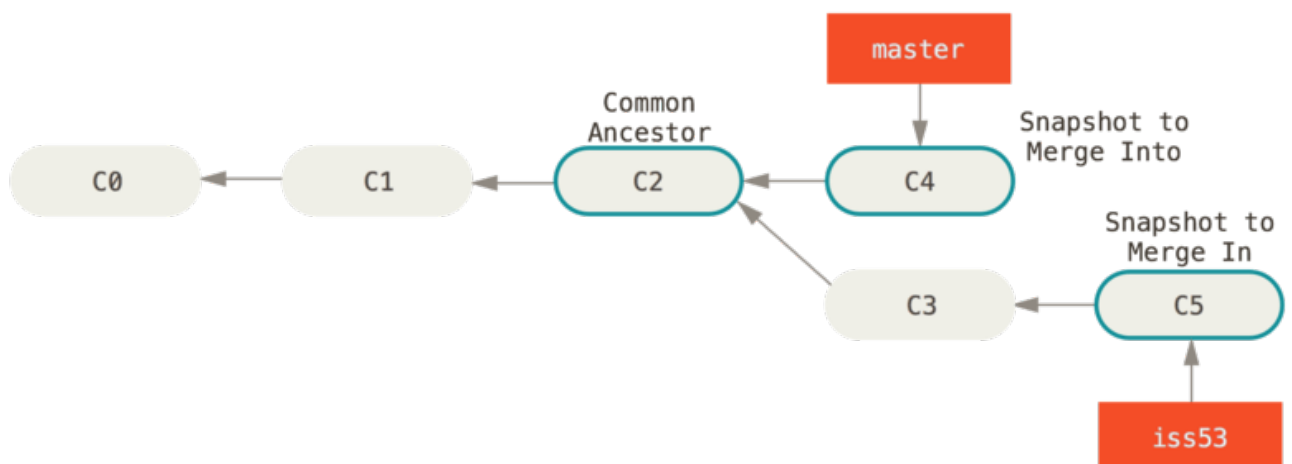 master
Common
Ancestor
Snapshot to
Merge Into
C0
C1
C2
C4
Snapshot to
Merge In
C3
C5
iss53